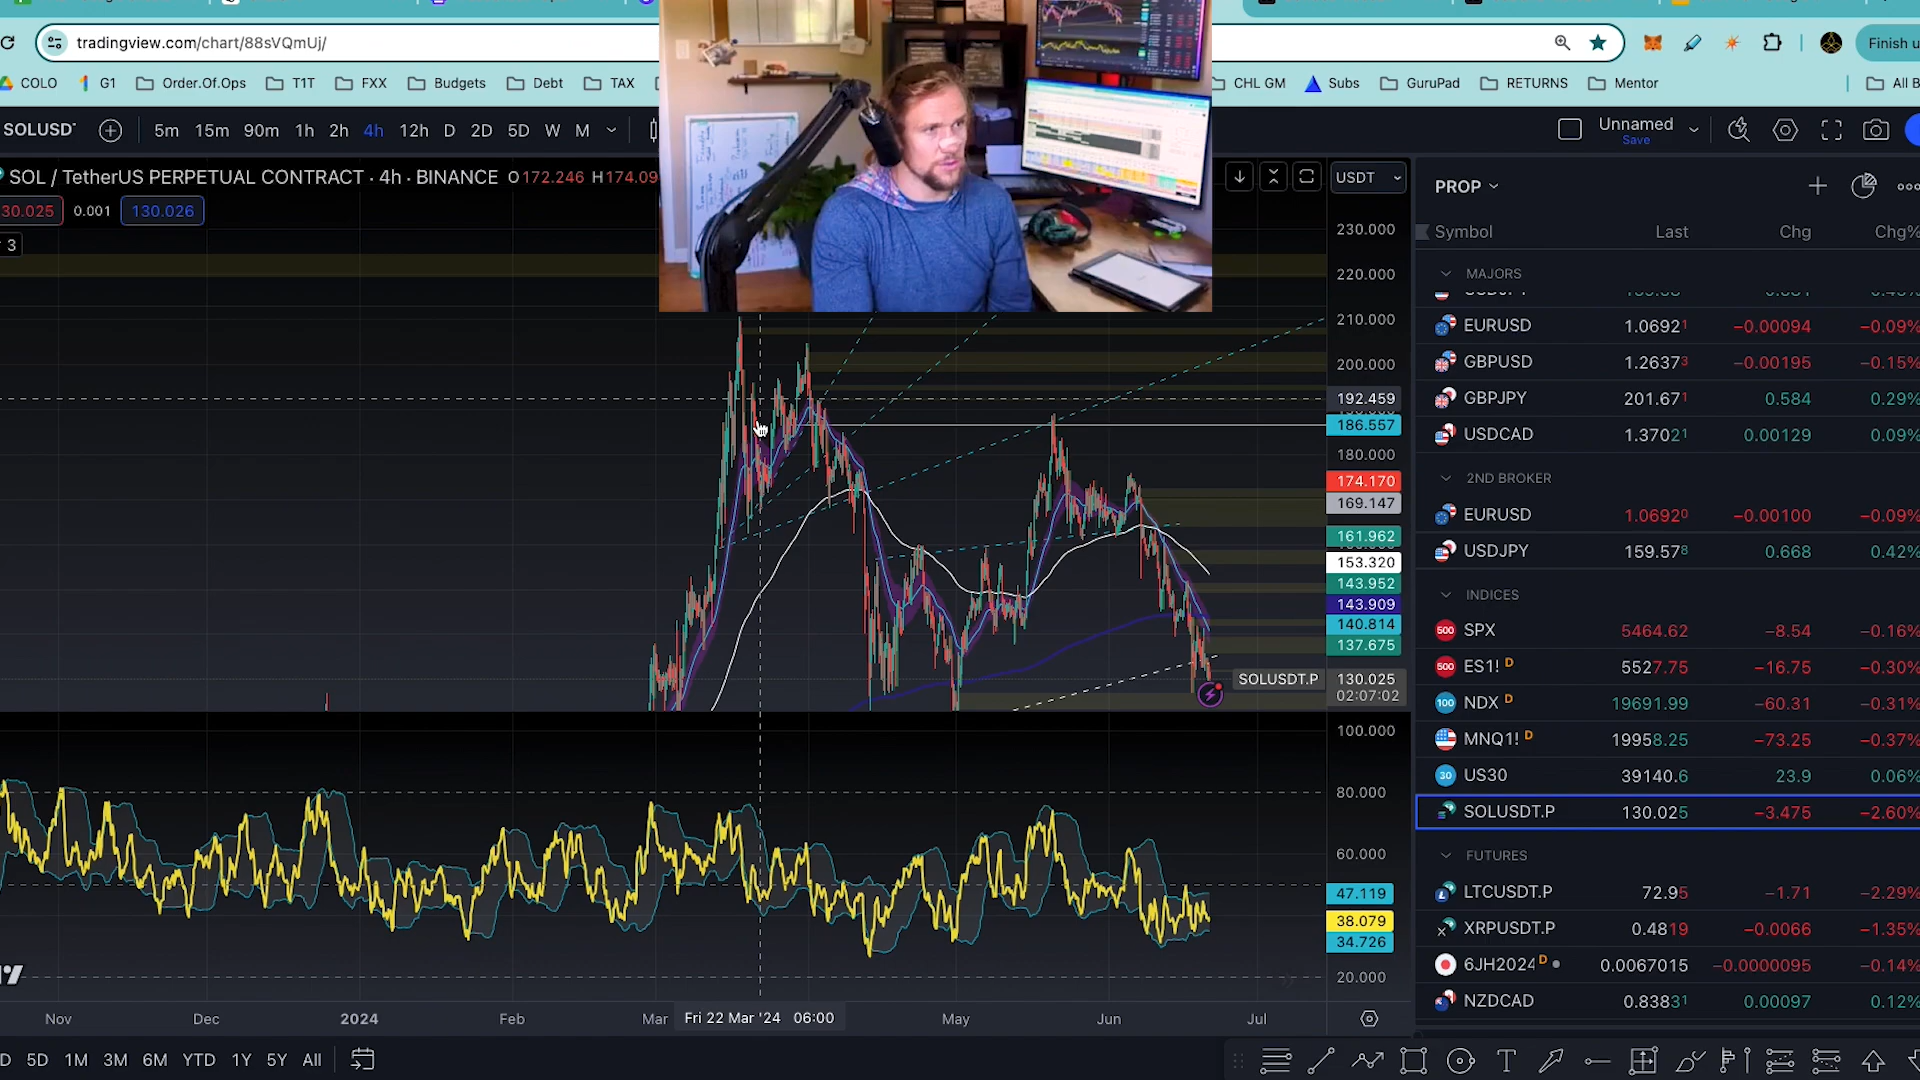 tradingview.com/chart/88sVQmUj/
Finish u
COLO G1 Order.Of.Ops T1T FXX Budgets Debt TAX CHL GM Subs GuruPad RETURNS Mentor All B
SOLUSDT 5m 15m 90m 1h 2h 4h 12h D 2D 5D W M Unnamed
Save
SOL / TetherUS PERPETUAL CONTRACT · 4h · BINANCE O172.246 H174.09 USDT
30.025 0.001 130.026
3
230.000
220.000
210.000
200.000
192.459
186.557
180.000
174.170
169.147
161.962
153.320
143.952
143.909
140.814
137.675
SOLUSDT.P 130.025
02:07:02
100.000
80.000
60.000
47.119
38.079
34.726
20.000
Nov Dec 2024 Feb Mar Fri 22 Mar '24 06:00 May Jun Jul
D 5D 1M 3M 6M YTD 1Y 5Y All
PROP
Symbol Last Chg Chg%
MAJORS
EURUSD 1.06921 −0.00094 −0.09%
GBPUSD 1.26373 −0.00195 −0.15%
GBPJPY 201.671 0.584 0.29%
USDCAD 1.37021 0.00129 0.09%
2ND BROKER
EURUSD 1.06920 −0.00100 −0.09%
USDJPY 159.578 0.668 0.42%
INDICES
SPX 5464.62 −8.54 −0.16%
ES1! D 5527.75 −16.75 −0.30%
NDX D 19691.99 −60.31 −0.31%
MNQ1! D 19958.25 −73.25 −0.37%
US30 39140.6 23.9 0.06%
SOLUSDT.P 130.025 −3.475 −2.60%
FUTURES
LTCUSDT.P 72.95 −1.71 −2.29%
XRPUSDT.P 0.4819 −0.0066 −1.35%
6JH2024 D 0.0067015 −0.0000095 −0.14%
NZDCAD 0.83831 0.00097 0.12%